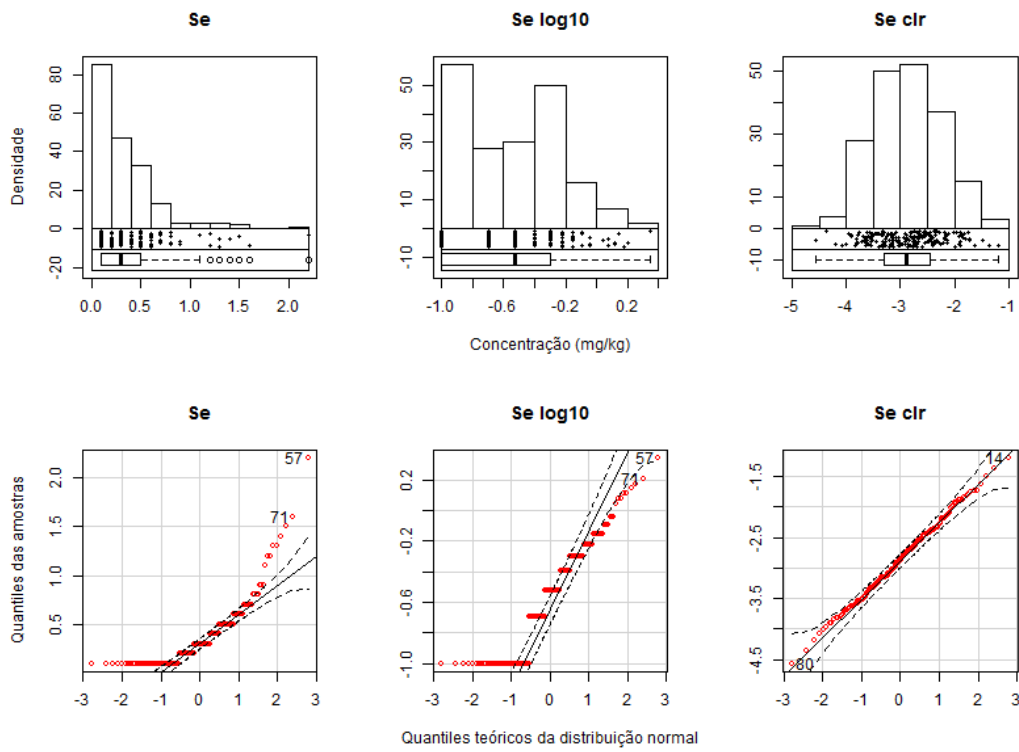 Se
Se log10
Se clr
Densidade
80
60
40
20
0
-20
0.0 0.5 1.0 1.5 2.0
50
30
10
-10
-1.0 -0.6 -0.2 0.2
50
30
10
0
-10
-5 -4 -3 -2 -1
Concentração (mg/kg)
Se
Se log10
Se clr
Quantiles das amostras
2.0
1.5
1.0
0.5
57
71
-3 -2 -1 0 1 2 3
0.2
-0.2
-0.6
-1.0
57
71
-3 -2 -1 0 1 2 3
-1.5
-2.5
-3.5
-4.5
14
80
-3 -2 -1 0 1 2 3
Quantiles teóricos da distribuição normal